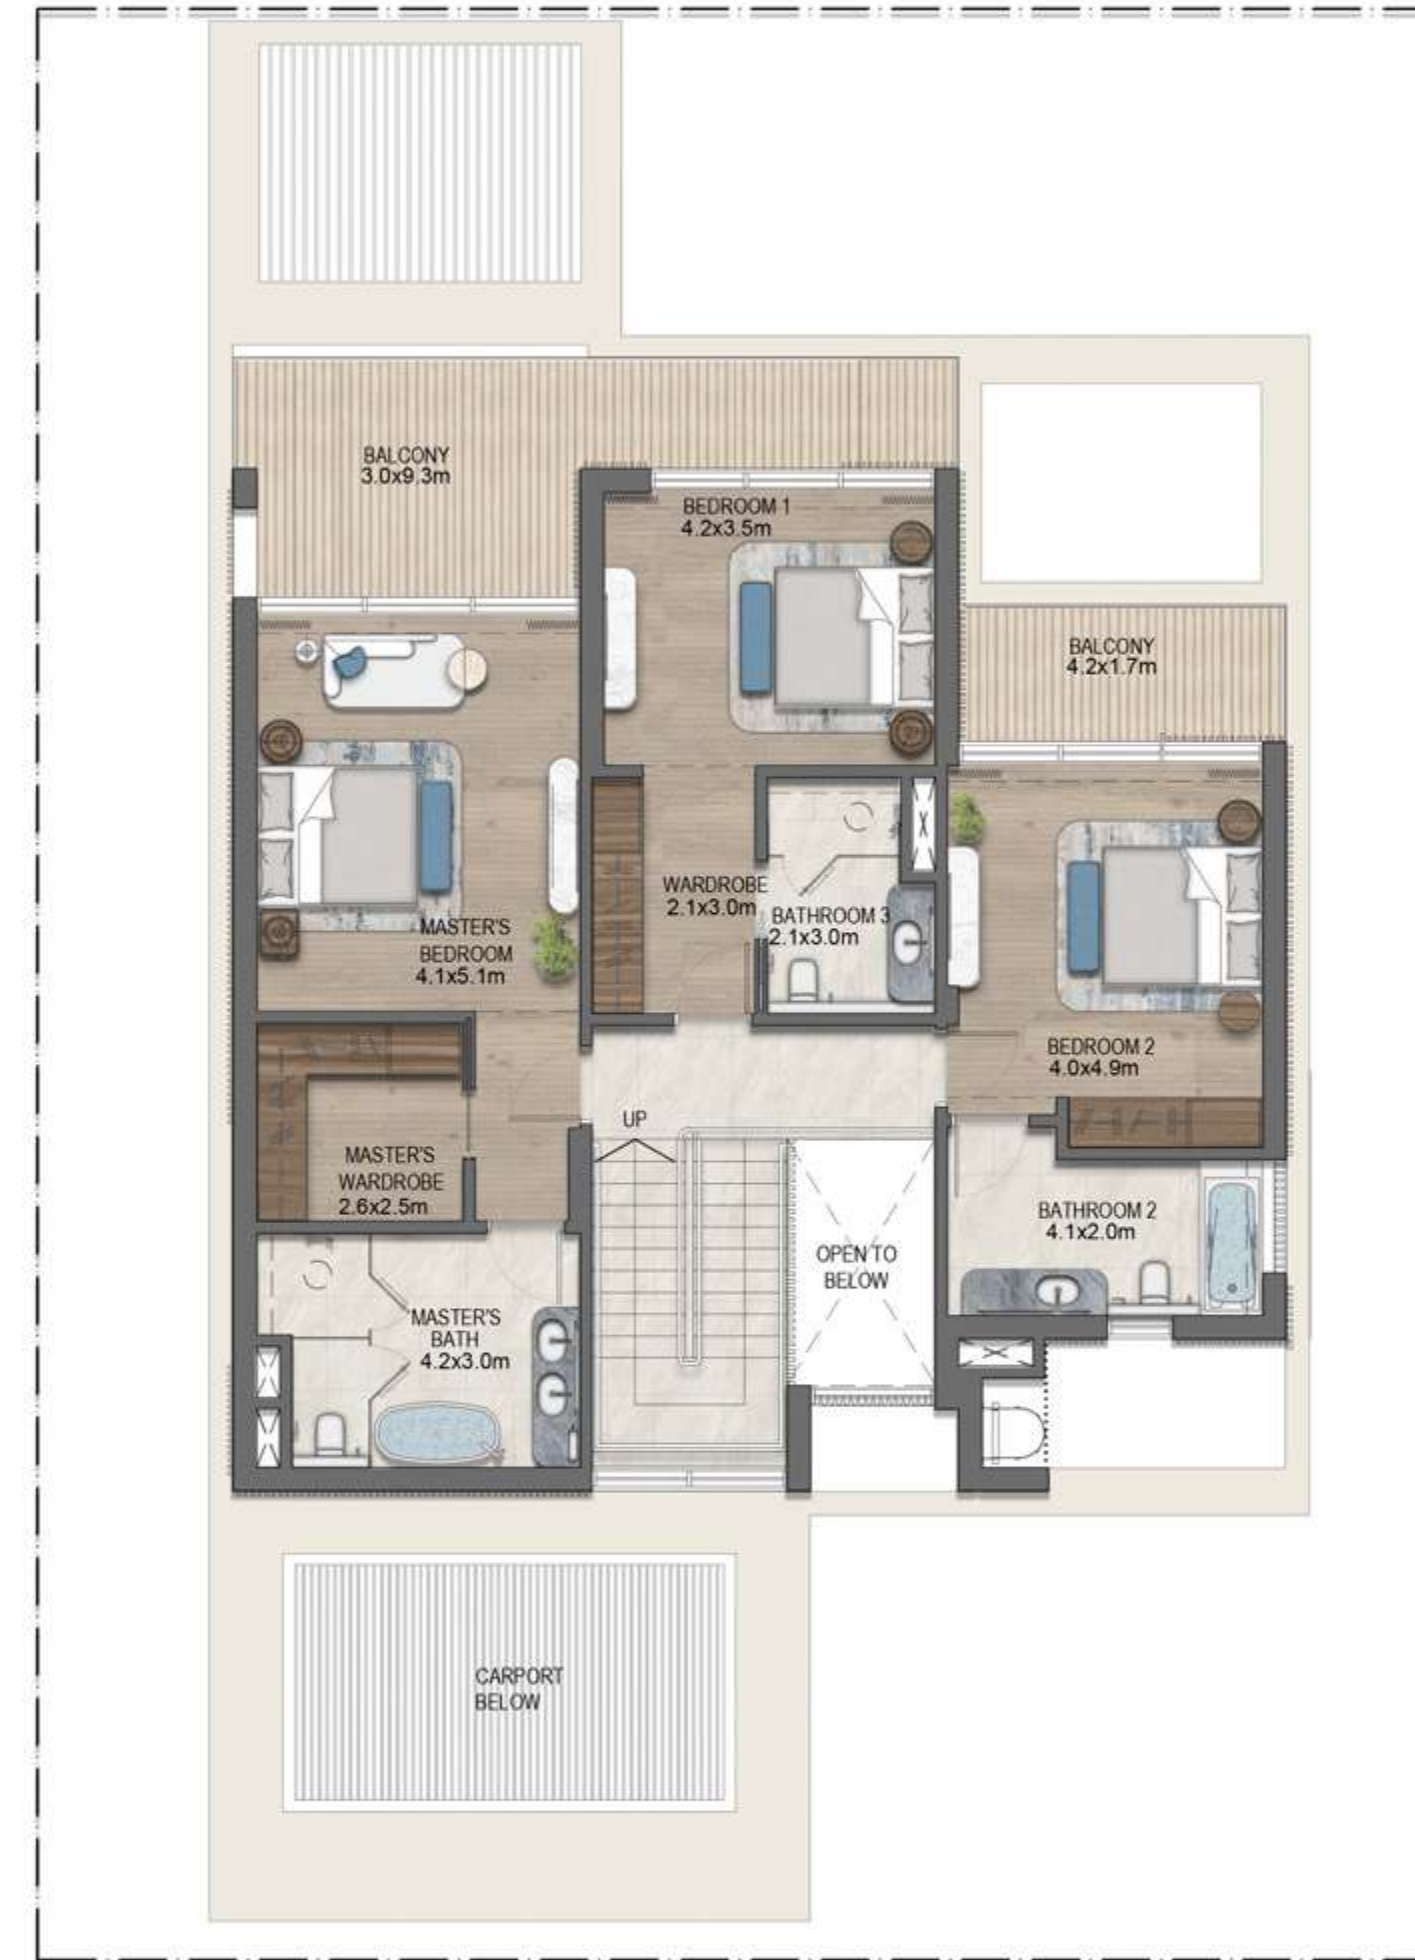 BALCONY
3.0x9.3m
BEDROOM 1
4.2x3.5m
BALCONY
4.2x1.7m
WARDROBE
2.1x3.0m
BATHROOM 3
2.1x3.0m
MASTER'S
BEDROOM
4.1x5.1m
BEDROOM 2
4.0x4.9m
UP
MASTER'S
WARDROBE
2.6x2.5m
BATHROOM 2
4.1x2.0m
OPEN TO
BELOW
MASTER'S
BATH
4.2x3.0m
CARPORT
BELOW